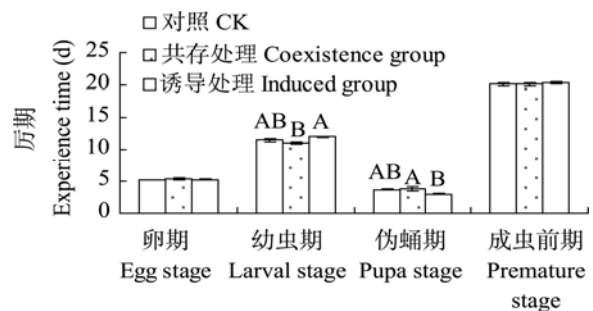 对照 CK
共存处理 Coexistence group
诱导处理 Induced group
厉期
Experience time (d)
25
20
15
10
5
0
AB B A
AB A B
卵期 幼虫期 伪蛹期 成虫前期
Egg stage Larval stage Pupa stage Premature
stage